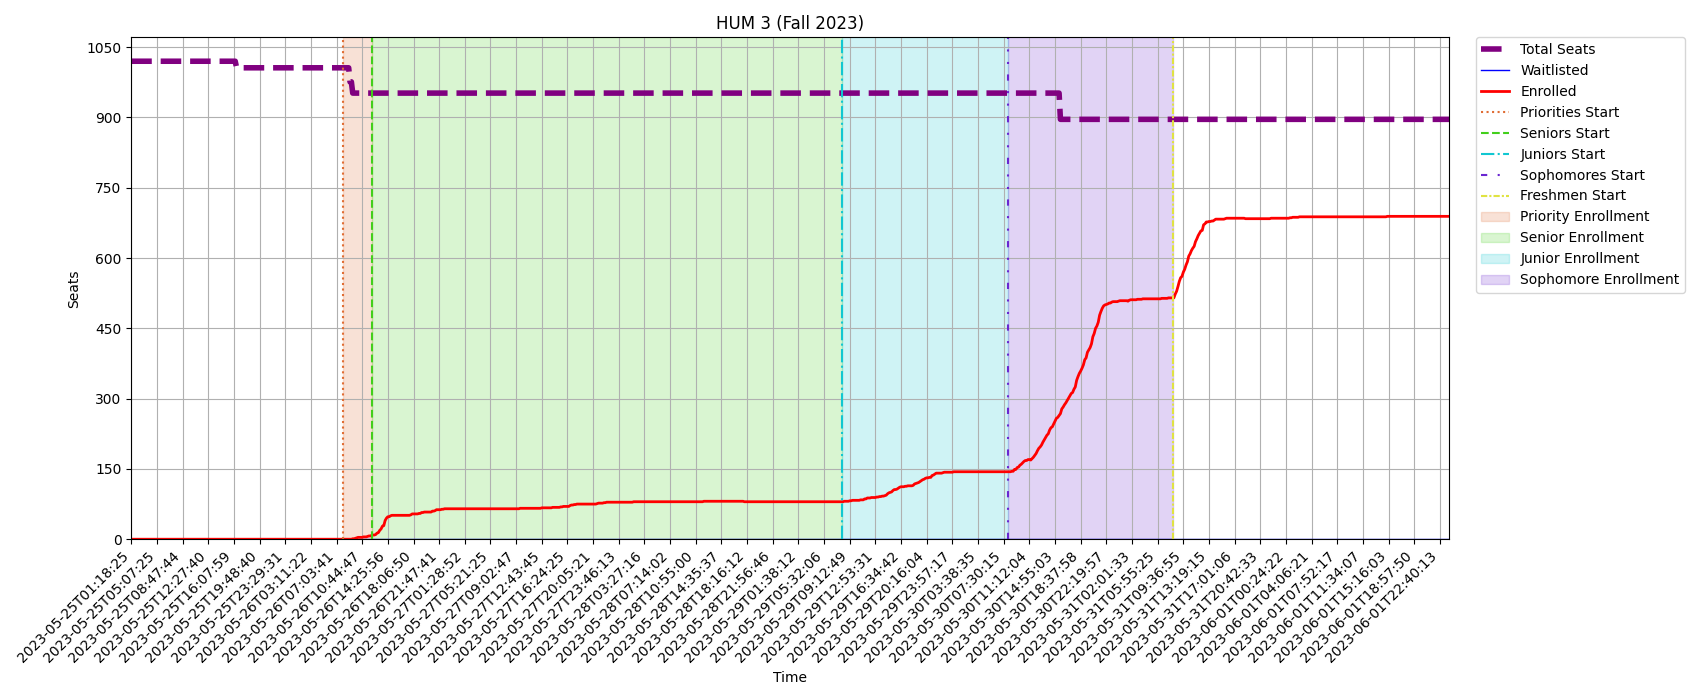 HUM 3 (Fall 2023)
1050
900
750
600
450
300
150
0
Seats
2023-05-25T01:18:25
2023-05-25T05:07:25
2023-05-25T08:47:44
2023-05-25T12:27:40
2023-05-25T16:07:59
2023-05-25T19:48:40
2023-05-25T23:29:31
2023-05-26T03:11:22
2023-05-26T07:03:41
2023-05-26T10:44:47
2023-05-26T14:25:56
2023-05-26T18:06:50
2023-05-26T21:47:41
2023-05-27T01:28:52
2023-05-27T05:21:25
2023-05-27T09:02:47
2023-05-27T12:43:45
2023-05-27T16:24:25
2023-05-27T20:05:21
2023-05-27T23:46:13
2023-05-28T03:27:16
2023-05-28T07:14:02
2023-05-28T10:55:00
2023-05-28T14:35:37
2023-05-28T18:16:12
2023-05-28T21:56:46
2023-05-29T01:38:12
2023-05-29T05:32:06
2023-05-29T09:12:49
2023-05-29T12:53:31
2023-05-29T16:34:42
2023-05-29T20:16:04
2023-05-29T23:57:17
2023-05-30T03:38:35
2023-05-30T07:30:15
2023-05-30T11:12:04
2023-05-30T14:55:03
2023-05-30T18:37:58
2023-05-30T22:19:57
2023-05-31T02:01:33
2023-05-31T05:55:25
2023-05-31T09:36:55
2023-05-31T13:19:15
2023-05-31T17:01:06
2023-05-31T20:42:33
2023-06-01T00:24:22
2023-06-01T04:06:21
2023-06-01T07:52:17
2023-06-01T11:34:07
2023-06-01T15:16:03
2023-06-01T18:57:50
2023-06-01T22:40:13
Time
Total Seats
Waitlisted
Enrolled
Priorities Start
Seniors Start
Juniors Start
Sophomores Start
Freshmen Start
Priority Enrollment
Senior Enrollment
Junior Enrollment
Sophomore Enrollment